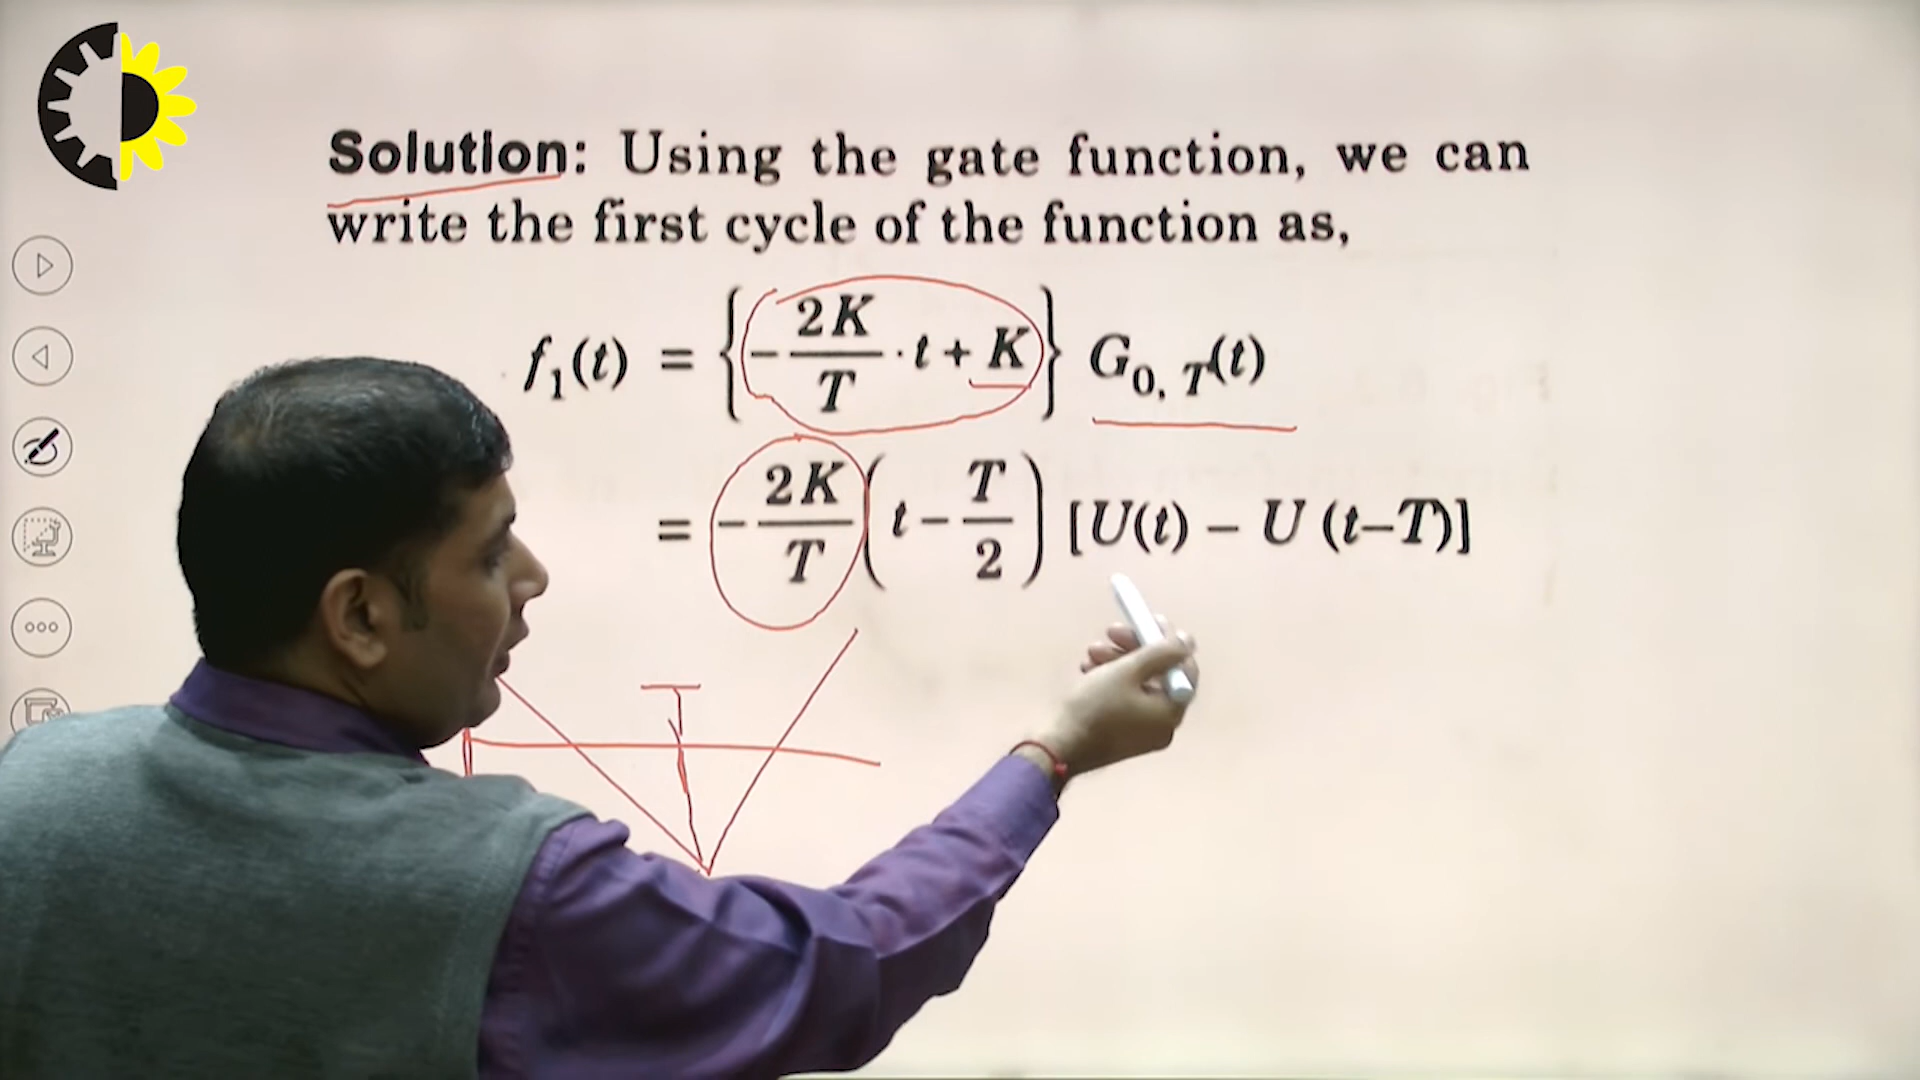 Solution: Using the gate function, we can
write the first cycle of the function as,
f₁(t) = {-2K/T · t + K} G₀, T(t)
= -2K/T (t - T/2) [U(t) - U (t-T)]
T